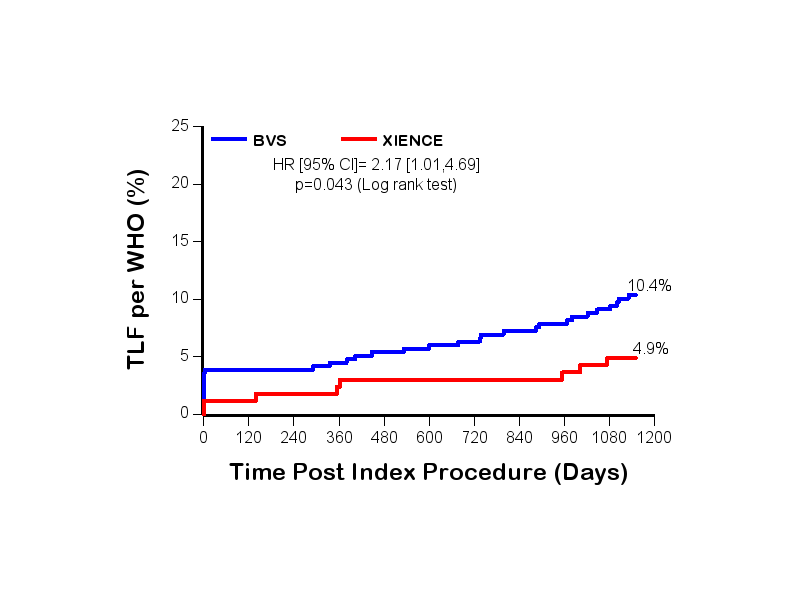 25
BVS XIENCE
HR [95% CI]= 2.17 [1.01,4.69]
p=0.043 (Log rank test)
20
15
10
5
0
10.4%
4.9%
0 120 240 360 480 600 720 840 960 1080 1200
Time Post Index Procedure (Days)
TLF per WHO (%)